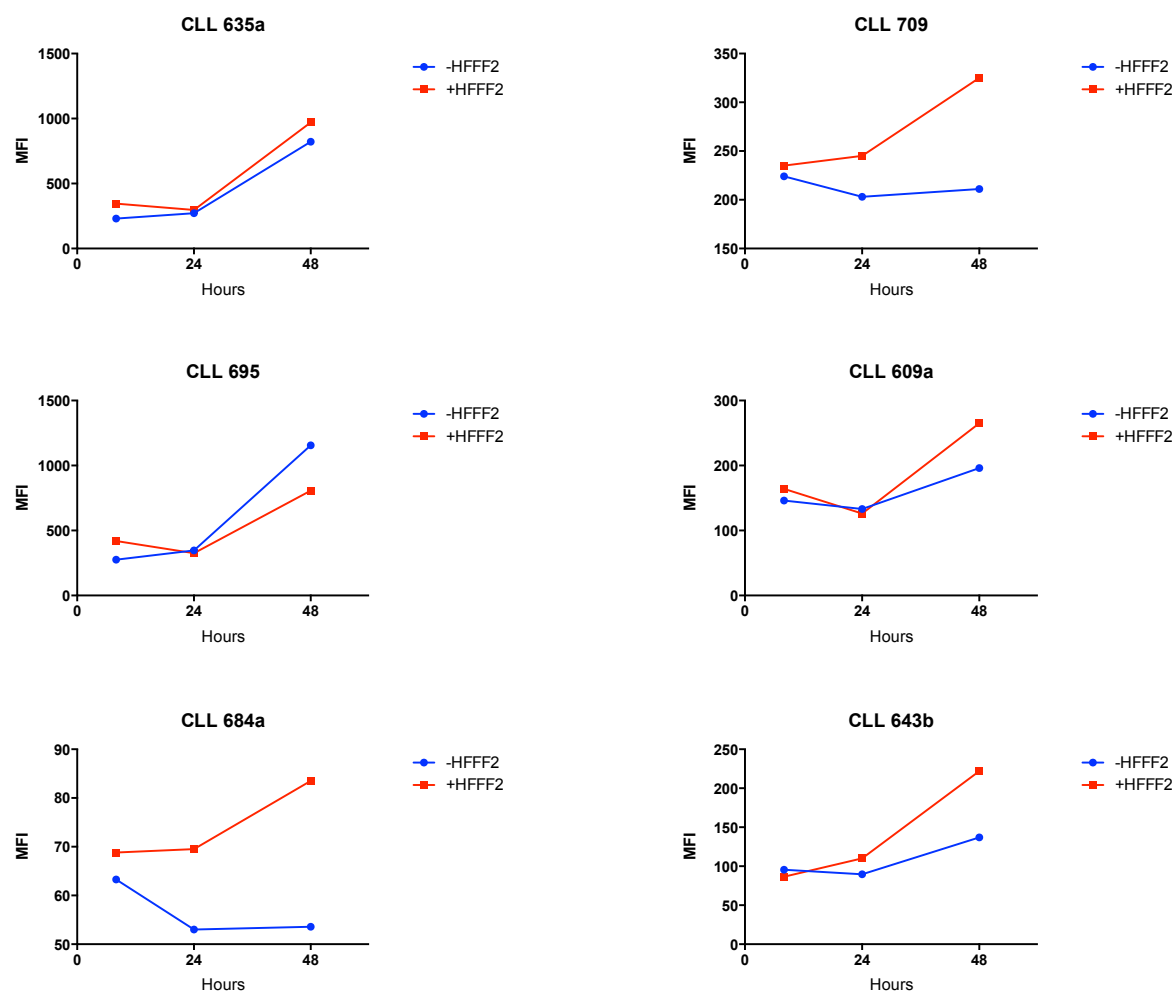 CLL 635a
1500
1000
500
0
MFI
0 24 48
Hours
-HFFF2
+HFFF2
CLL 709
350
300
250
200
150
MFI
0 24 48
Hours
-HFFF2
+HFFF2
CLL 695
1500
1000
500
0
MFI
0 24 48
Hours
-HFFF2
+HFFF2
CLL 609a
300
200
100
0
MFI
0 24 48
Hours
-HFFF2
+HFFF2
CLL 684a
90
80
70
60
50
MFI
0 24 48
Hours
-HFFF2
+HFFF2
CLL 643b
250
200
150
100
50
0
MFI
0 24 48
Hours
-HFFF2
+HFFF2